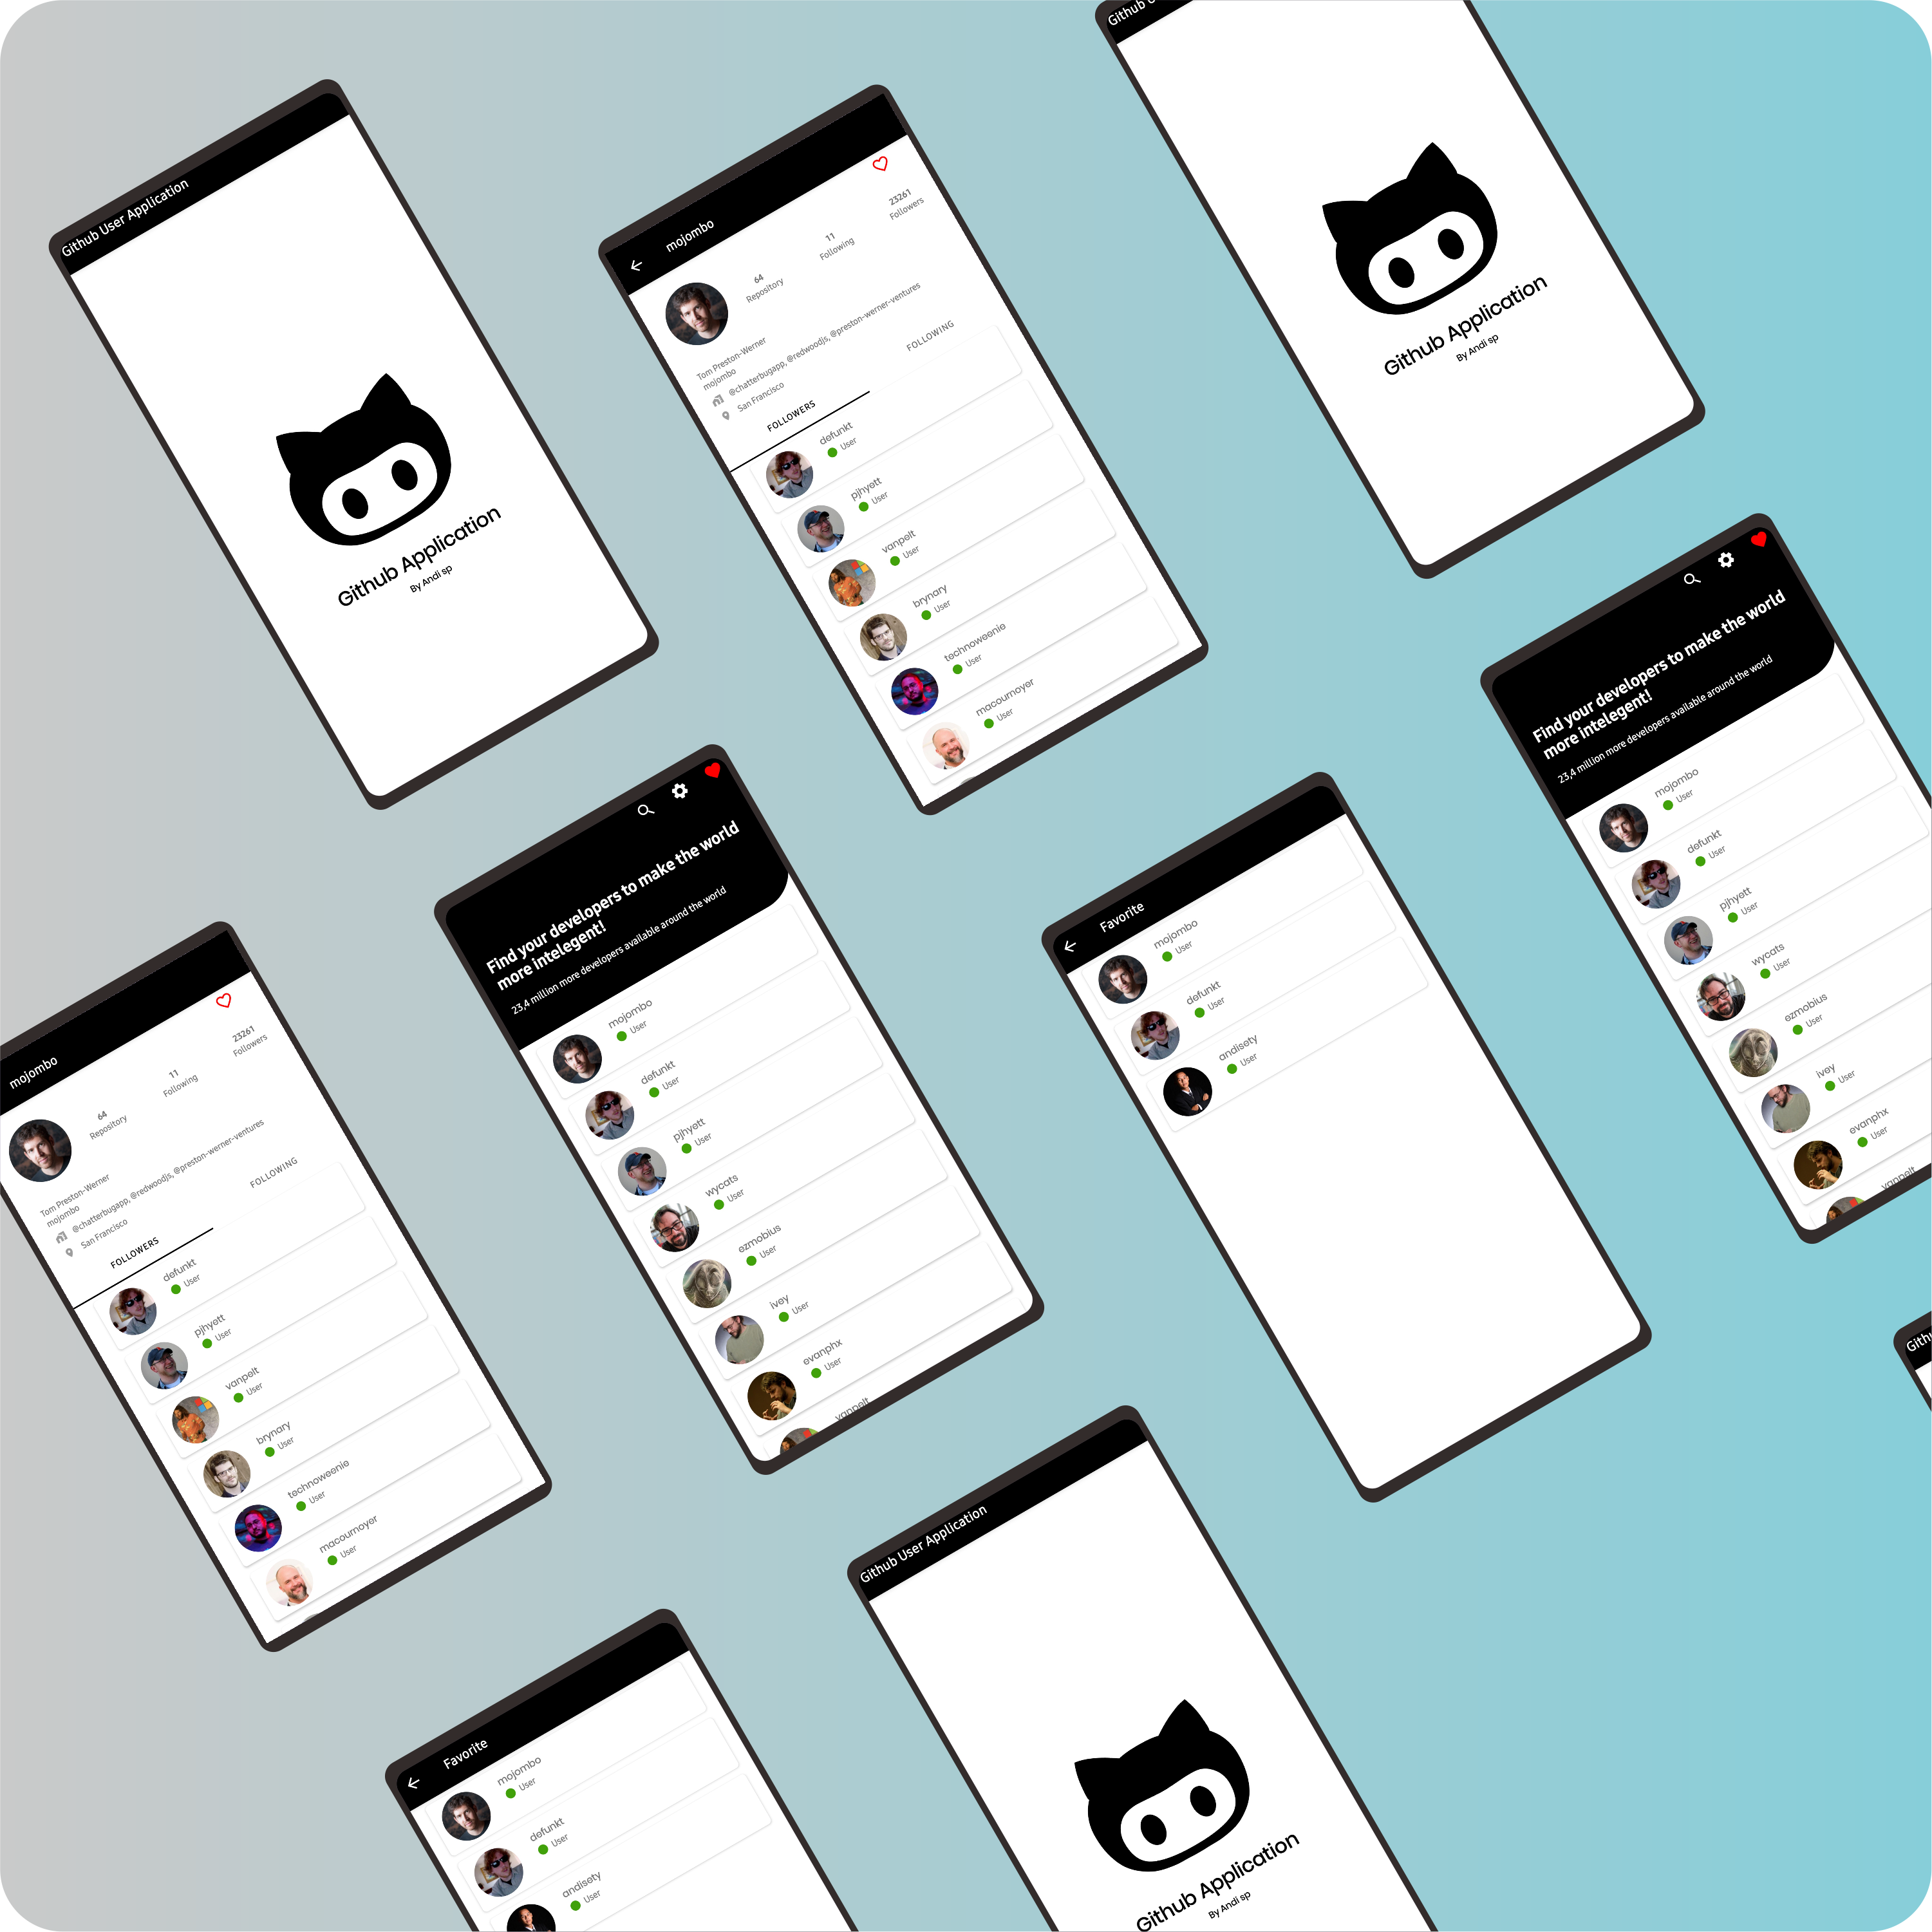 Github User Application
Github Application
By Andi sp
mojombo
64
Repository
11
Following
23261
Followers
Tom Preston-Werner
mojombo
@chatterbugapp, @redwoodjs, @preston-werner-ventures
San Francisco
FOLLOWERS
FOLLOWING
defunkt
User
pjhyett
User
vanpelt
User
brynary
User
technoweenie
User
macournoyer
User
Github
Github Application
By Andi sp
Find your developers to make the world
more intelegent!
23,4 million more developers available around the world
mojombo
User
defunkt
User
pjhyett
User
wycats
User
ezmobius
User
ivey
User
evanphx
User
vanpelt
mojombo
64
Repository
11
Following
23261
Followers
Tom Preston-Werner
mojombo
@chatterbugapp, @redwoodjs, @preston-werner-ventures
San Francisco
FOLLOWERS
FOLLOWING
defunkt
User
pjhyett
User
vanpelt
User
brynary
User
technoweenie
User
macournoyer
User
Find your developers to make the world
more intelegent!
23,4 million more developers available around the world
mojombo
User
defunkt
User
pjhyett
User
wycats
User
ezmobius
User
ivey
User
evanphx
User
vanpelt
Favorite
mojombo
User
defunkt
User
andisety
User
Favorite
mojombo
User
defunkt
User
andisety
User
Github User Application
Github Application
By Andi sp